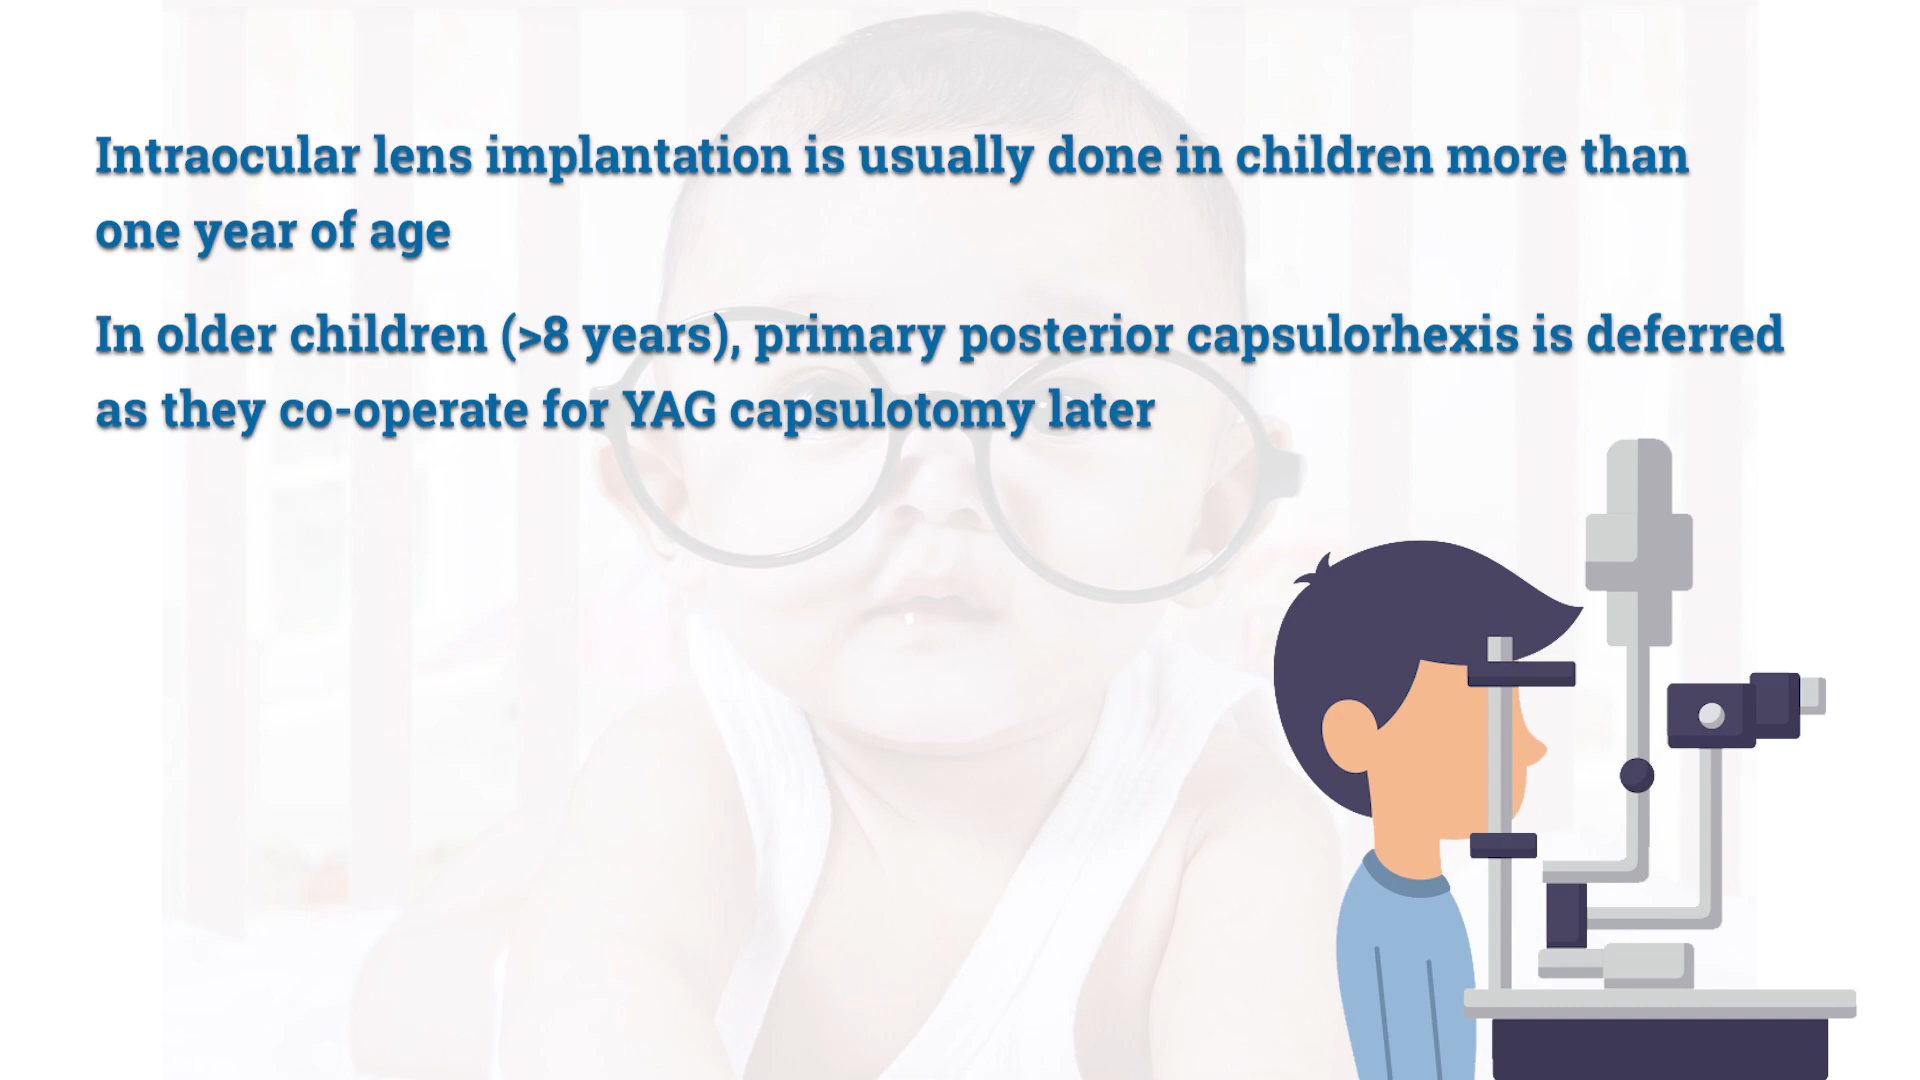 Intraocular lens implantation is usually done in children more than
one year of age
In older children (>8 years), primary posterior capsulorhexis is deferred
as they co-operate for YAG capsulotomy later